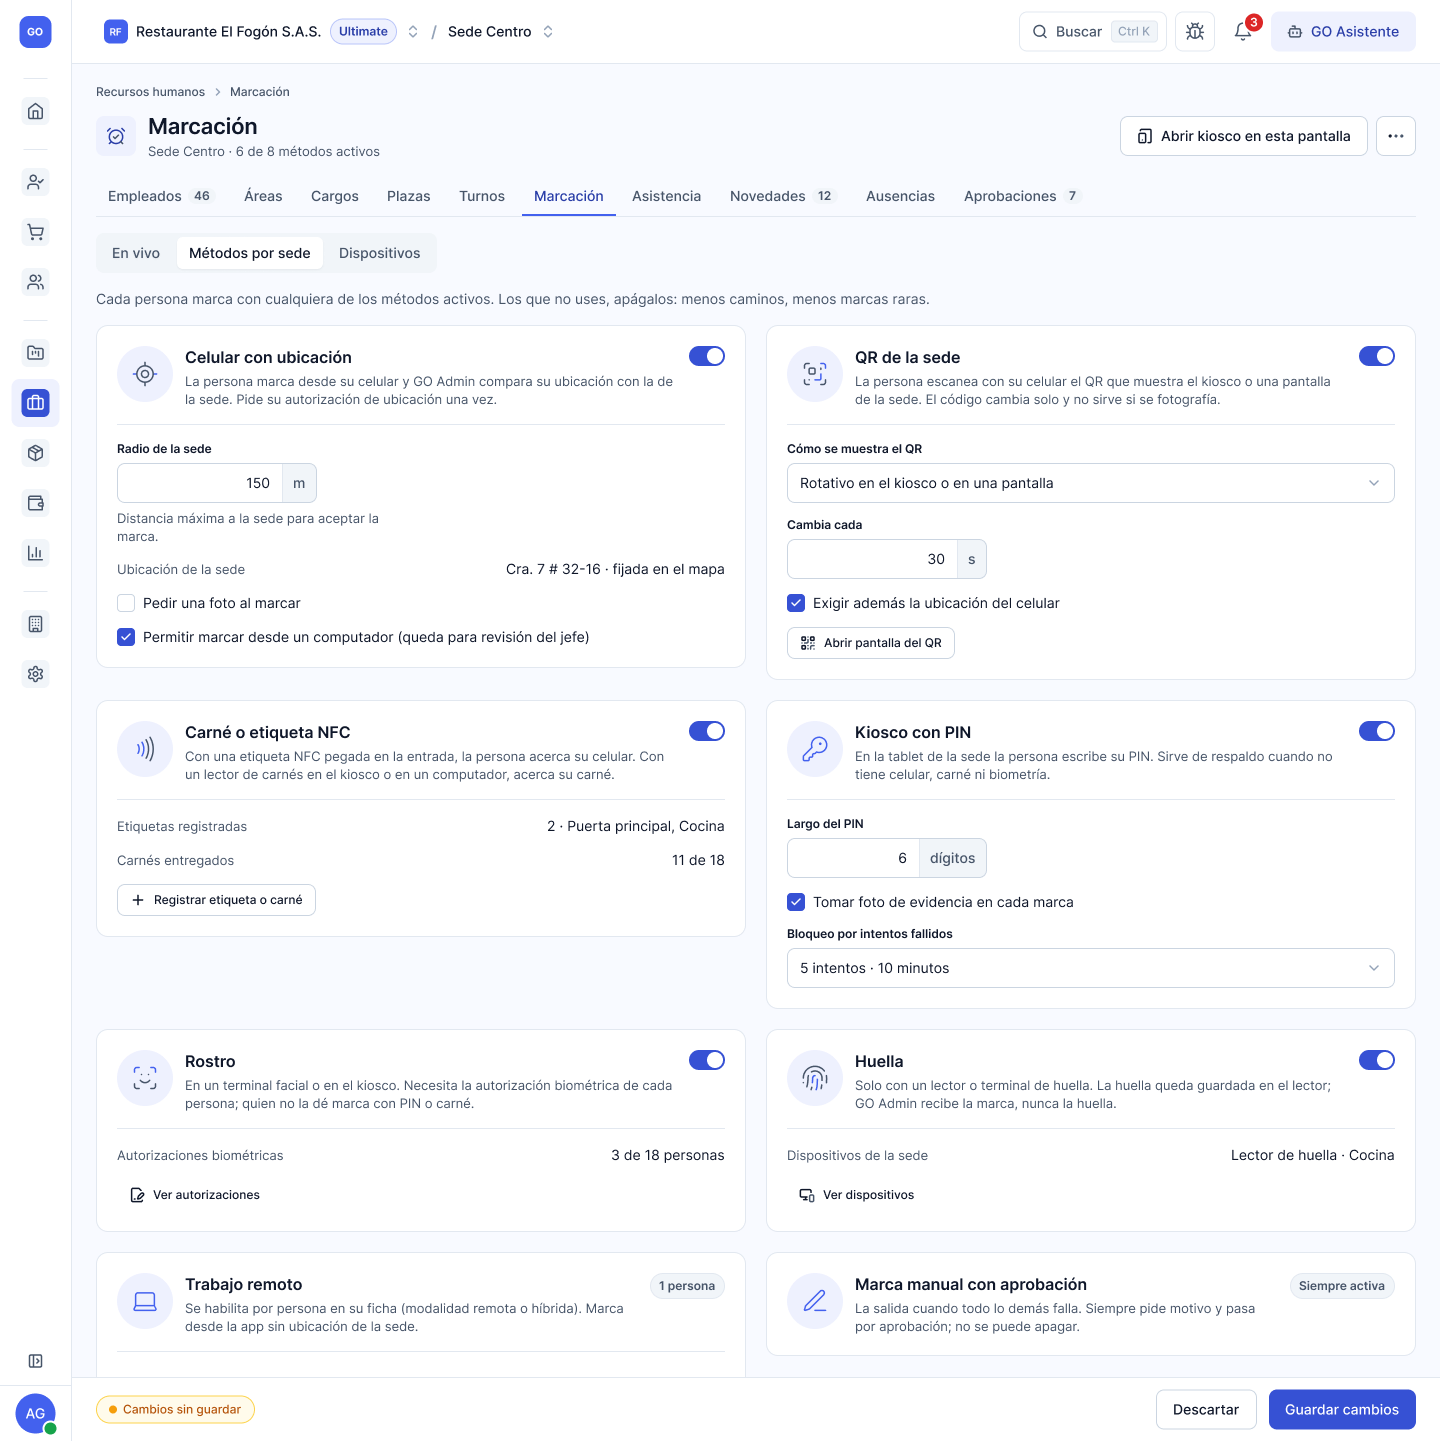 GO
RF Restaurante El Fogón S.A.S. Ultimate / Sede Centro
Buscar Ctrl K
3
GO Asistente
Recursos humanos > Marcación
Marcación
Sede Centro · 6 de 8 métodos activos
Abrir kiosco en esta pantalla
Empleados 46 Áreas Cargos Plazas Turnos Marcación Asistencia Novedades 12 Ausencias Aprobaciones 7
En vivo Métodos por sede Dispositivos
Cada persona marca con cualquiera de los métodos activos. Los que no uses, apágalos: menos caminos, menos marcas raras.
Celular con ubicación
La persona marca desde su celular y GO Admin compara su ubicación con la de
la sede. Pide su autorización de ubicación una vez.
Radio de la sede
150 m
Distancia máxima a la sede para aceptar la
marca.
Ubicación de la sede Cra. 7 # 32-16 · fijada en el mapa
Pedir una foto al marcar
Permitir marcar desde un computador (queda para revisión del jefe)
QR de la sede
La persona escanea con su celular el QR que muestra el kiosco o una pantalla
de la sede. El código cambia solo y no sirve si se fotografía.
Cómo se muestra el QR
Rotativo en el kiosco o en una pantalla
Cambia cada
30 s
Exigir además la ubicación del celular
Abrir pantalla del QR
Carné o etiqueta NFC
Con una etiqueta NFC pegada en la entrada, la persona acerca su celular. Con
un lector de carnés en el kiosco o en un computador, acerca su carné.
Etiquetas registradas 2 · Puerta principal, Cocina
Carnés entregados 11 de 18
Registrar etiqueta o carné
Kiosco con PIN
En la tablet de la sede la persona escribe su PIN. Sirve de respaldo cuando no
tiene celular, carné ni biometría.
Largo del PIN
6 dígitos
Tomar foto de evidencia en cada marca
Bloqueo por intentos fallidos
5 intentos · 10 minutos
Rostro
En un terminal facial o en el kiosco. Necesita la autorización biométrica de cada
persona; quien no la dé marca con PIN o carné.
Autorizaciones biométricas 3 de 18 personas
Ver autorizaciones
Huella
Solo con un lector o terminal de huella. La huella queda guardada en el lector;
GO Admin recibe la marca, nunca la huella.
Dispositivos de la sede Lector de huella · Cocina
Ver dispositivos
Trabajo remoto 1 persona
Se habilita por persona en su ficha (modalidad remota o híbrida). Marca
desde la app sin ubicación de la sede.
Marca manual con aprobación Siempre activa
La salida cuando todo lo demás falla. Siempre pide motivo y pasa
por aprobación; no se puede apagar.
AG
Cambios sin guardar
Descartar
Guardar cambios